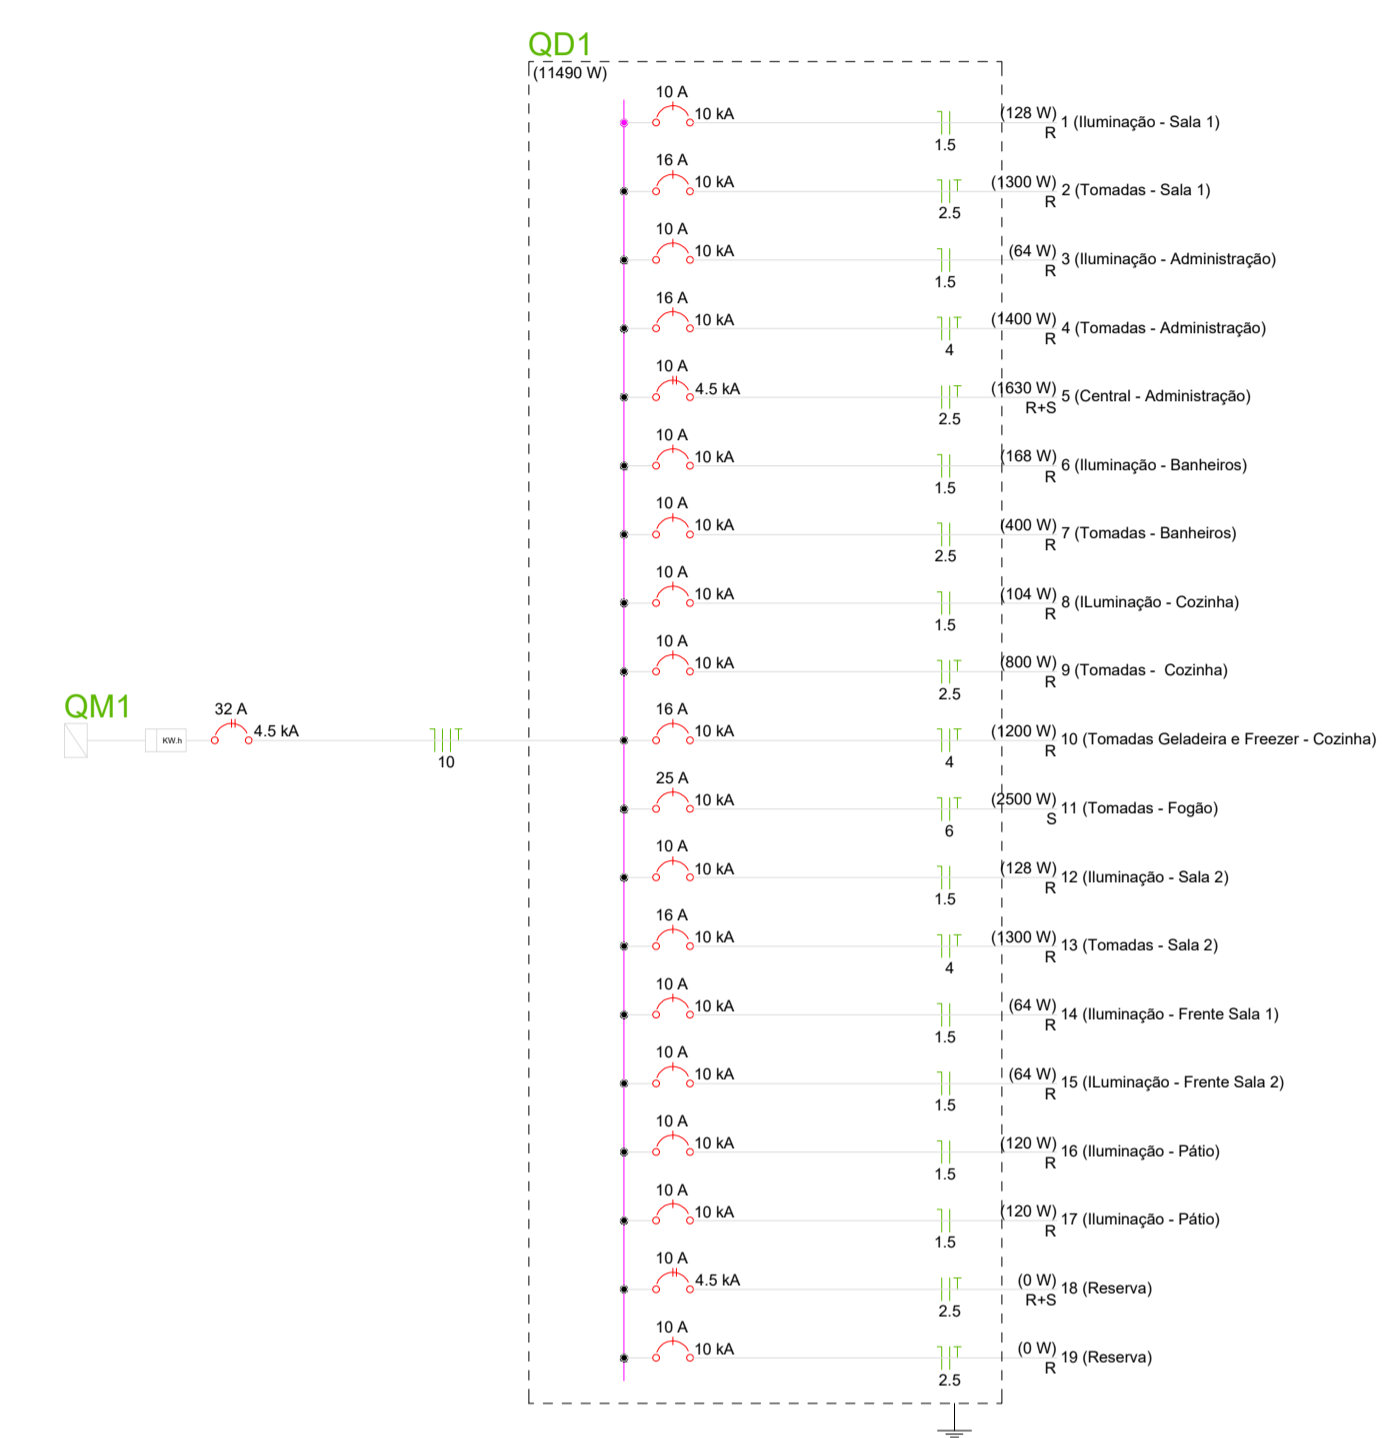 QD1
(11490 W)
10 A
10 kA
1.5
(128 W)
R
1 (Iluminação - Sala 1)
16 A
10 kA
2.5
(1300 W)
R
2 (Tomadas - Sala 1)
10 A
10 kA
1.5
(64 W)
R
3 (Iluminação - Administração)
16 A
10 kA
4
(1400 W)
R
4 (Tomadas - Administração)
10 A
4.5 kA
2.5
(1630 W)
R+S
5 (Central - Administração)
10 A
10 kA
1.5
(168 W)
R
6 (Iluminação - Banheiros)
10 A
10 kA
2.5
(400 W)
R
7 (Tomadas - Banheiros)
10 A
10 kA
1.5
(104 W)
R
8 (ILuminação - Cozinha)
10 A
10 kA
2.5
(800 W)
R
9 (Tomadas -  Cozinha)
QM1
KW.h
32 A
4.5 kA
10
16 A
10 kA
4
(1200 W)
R
10 (Tomadas Geladeira e Freezer - Cozinha)
25 A
10 kA
6
(2500 W)
S
11 (Tomadas - Fogão)
10 A
10 kA
1.5
(128 W)
R
12 (Iluminação - Sala 2)
16 A
10 kA
4
(1300 W)
R
13 (Tomadas - Sala 2)
10 A
10 kA
1.5
(64 W)
R
14 (Iluminação - Frente Sala 1)
10 A
10 kA
1.5
(64 W)
R
15 (ILuminação - Frente Sala 2)
10 A
10 kA
1.5
(120 W)
R
16 (Iluminação - Pátio)
10 A
10 kA
1.5
(120 W)
R
17 (Iluminação - Pátio)
10 A
4.5 kA
2.5
(0 W)
R+S
18 (Reserva)
10 A
10 kA
2.5
(0 W)
R
19 (Reserva)